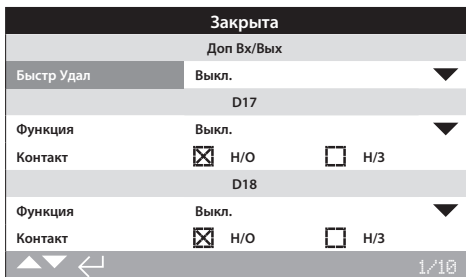 Закрыта
Доп Вх/Вых
Быстр Удал Выкл.
D17
Функция Выкл.
Контакт Н/О Н/З
D18
Функция Выкл.
Контакт Н/О Н/З
1/10